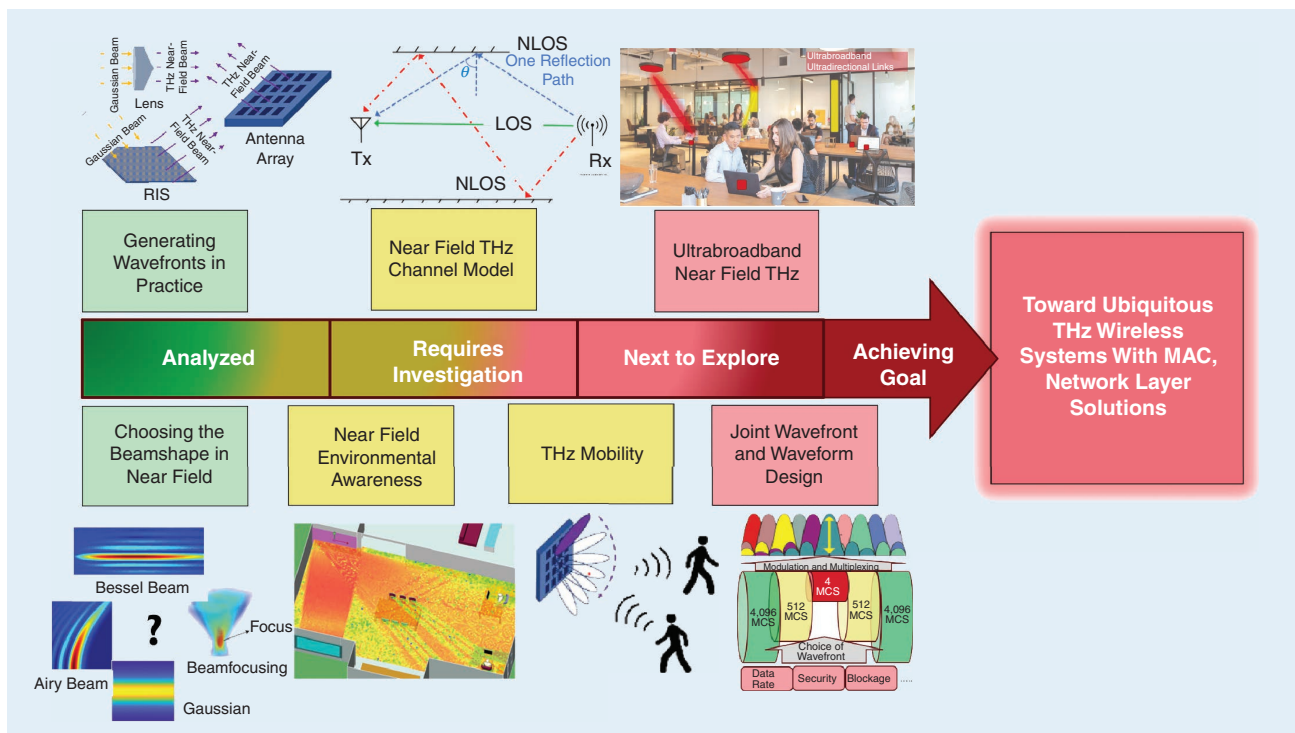 Gaussian Beam
Lens
THz Near-
Field Beam
THz Near-
Field Beam
Gaussian Beam
THz Near-
Field Beam
RIS
Antenna
Array
NLOS
One Reflection
Path
θ
LOS
Tx
Rx
NLOS
Ultrabroadband
Ultradirectional Links
Generating
Wavefronts in
Practice
Near Field THz
Channel Model
Ultrabroadband
Near Field THz
Analyzed
Requires
Investigation
Next to Explore
Achieving
Goal
Toward Ubiquitous
THz Wireless
Systems With MAC,
Network Layer
Solutions
Choosing the
Beamshape in
Near Field
Near Field
Environmental
Awareness
THz Mobility
Joint Wavefront
and Waveform
Design
Bessel Beam
?
Focus
Beamfocusing
Airy Beam
Gaussian
Modulation and Multiplexing
4,096
MCS
512
MCS
4
MCS
512
MCS
4,096
MCS
Choice of
Wavefront
Data
Rate
Security
Blockage
.....